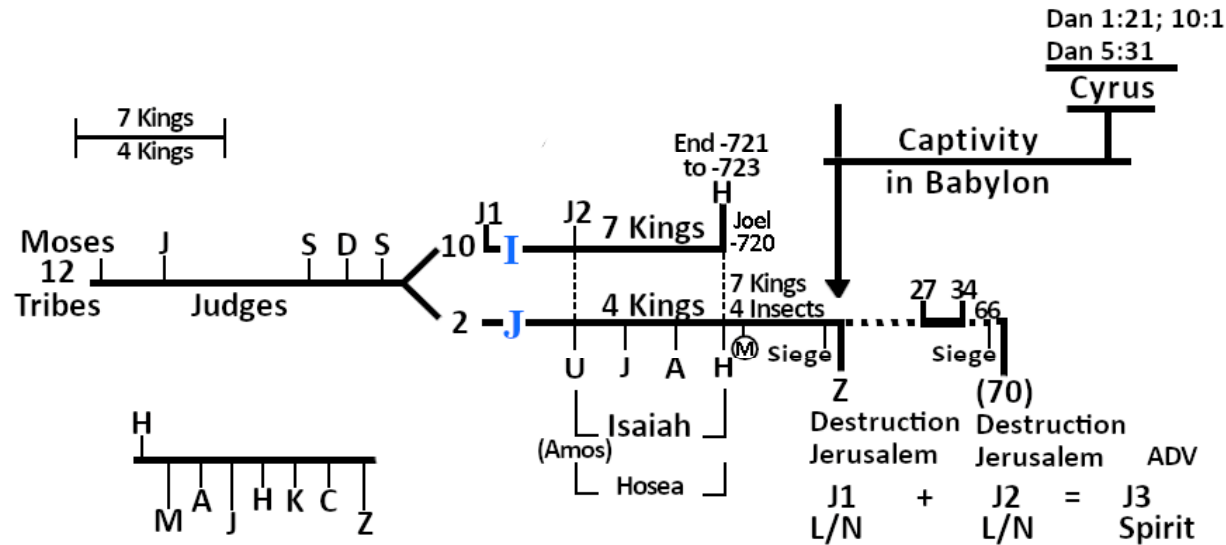 Dan 1:21; 10:1
Dan 5:31
Cyrus
7 Kings
4 Kings
Captivity
in Babylon
End -721
to -723
H
J1
J2
7 Kings
Joel
-720
Moses
J
S D S
10
I
12
Tribes
Judges
2
J
4 Kings
7 Kings
4 Insects
27
34
66
M
Siege
Siege
U J A H
Z
(70)
Isaiah
(Amos)
Hosea
Destruction
Jerusalem
Destruction
Jerusalem
ADV
J1 + J2 = J3
L/N L/N Spirit
H
M A J H K C Z